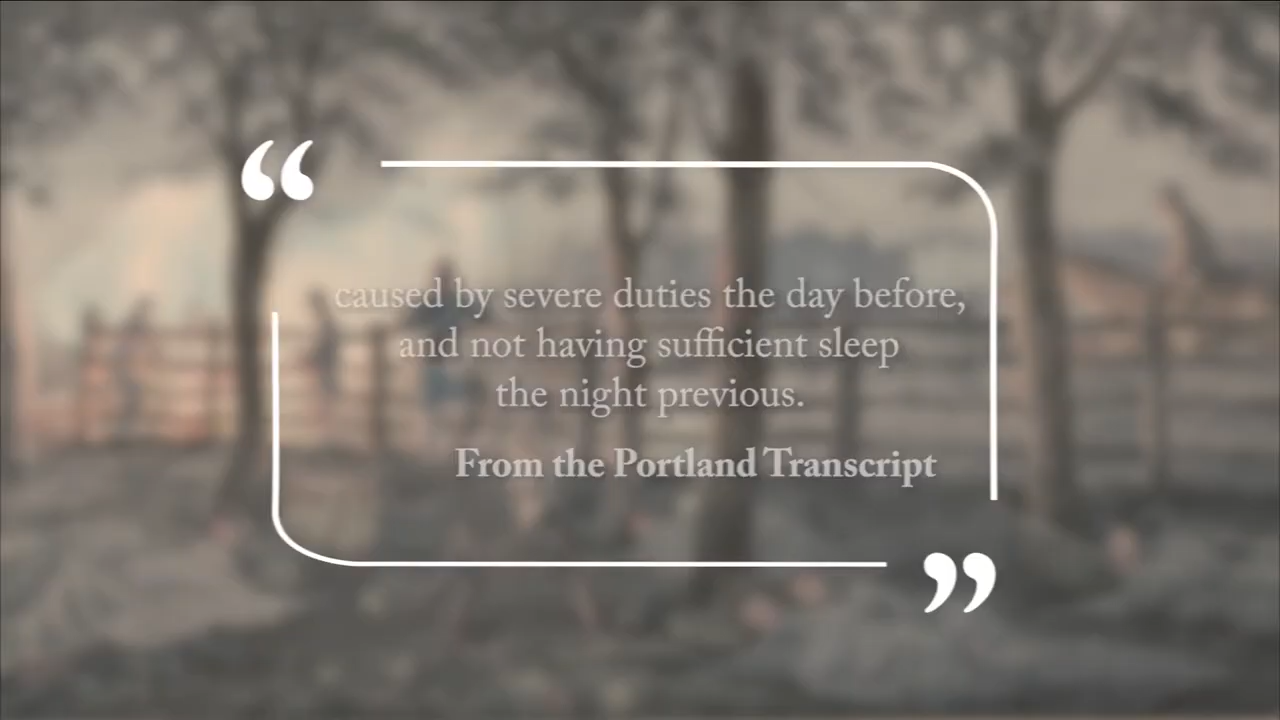 “
caused by severe duties the day before,
and not having sufficient sleep
the night previous.
From the Portland Transcript
”